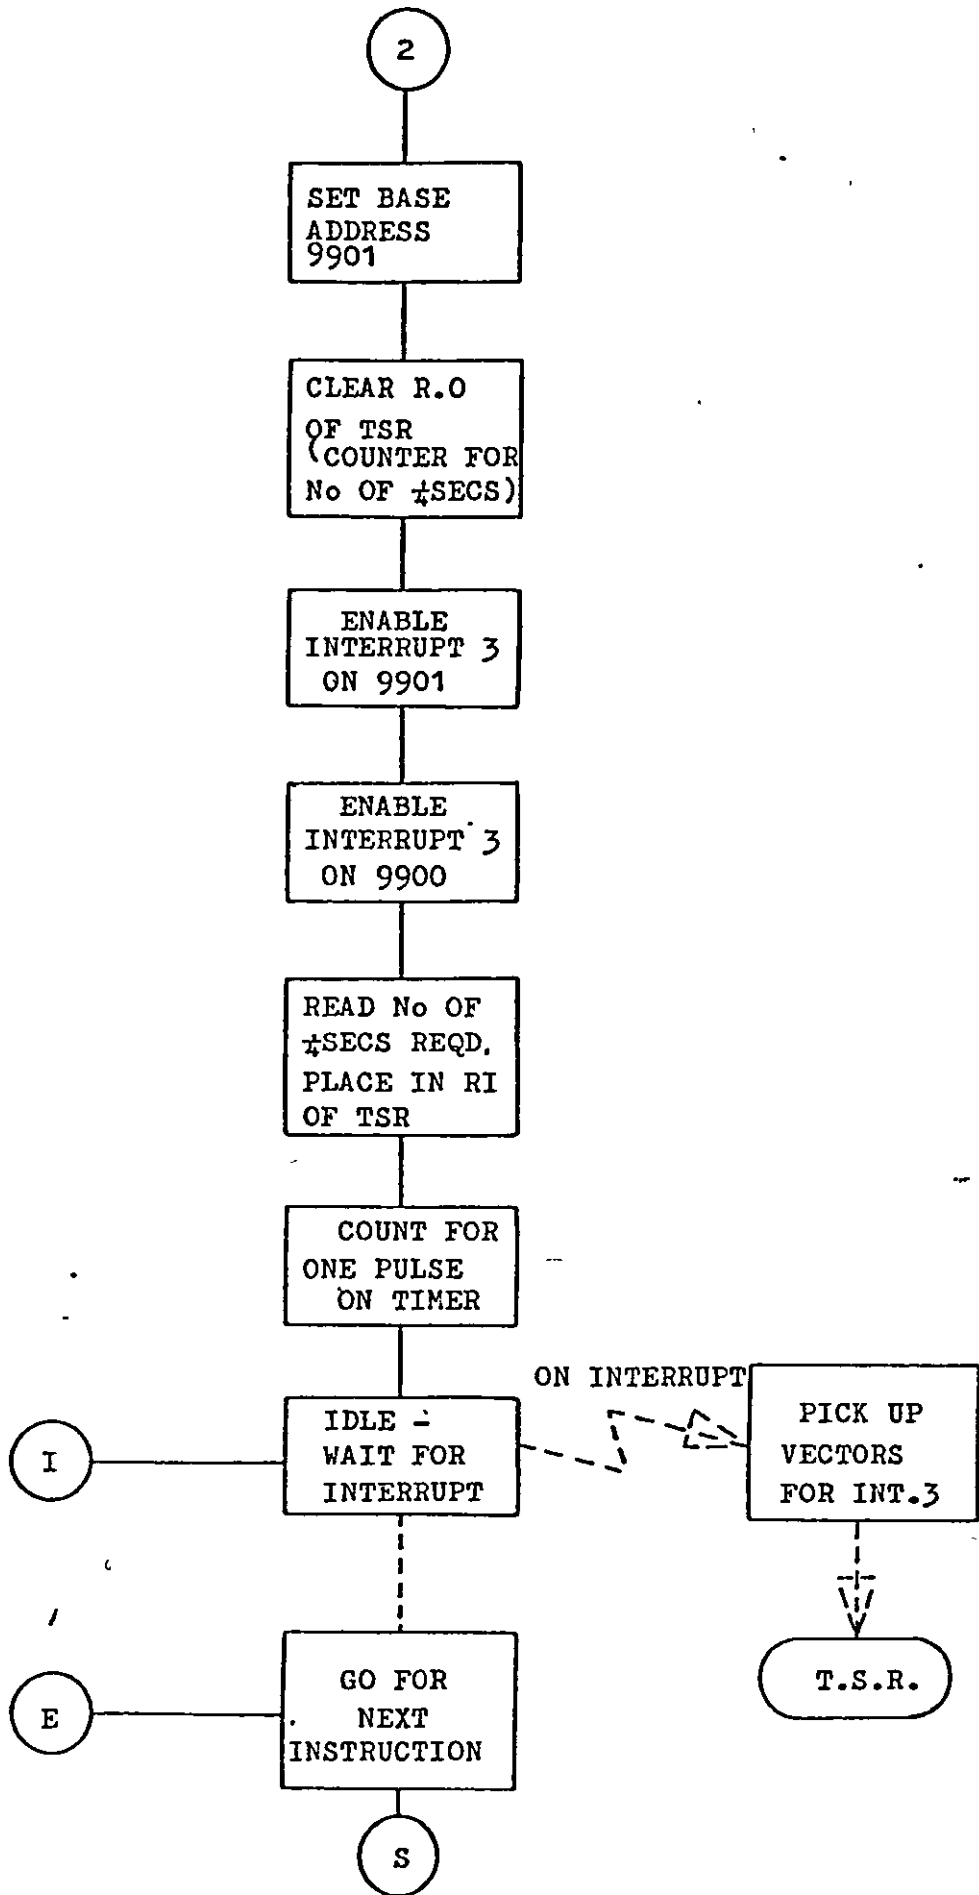 2
SET BASE
ADDRESS
9901
CLEAR R.O
OF TSR
(COUNTER FOR
No OF ¼SECS)
ENABLE
INTERRUPT 3
ON 9901
ENABLE
INTERRUPT 3
ON 9900
READ No OF
¼SECS REQD.
PLACE IN RI
OF TSR
COUNT FOR
ONE PULSE
ON TIMER
ON INTERRUPT
I
IDLE -
WAIT FOR
INTERRUPT
PICK UP
VECTORS
FOR INT.3
E
GO FOR
NEXT
INSTRUCTION
T.S.R.
S